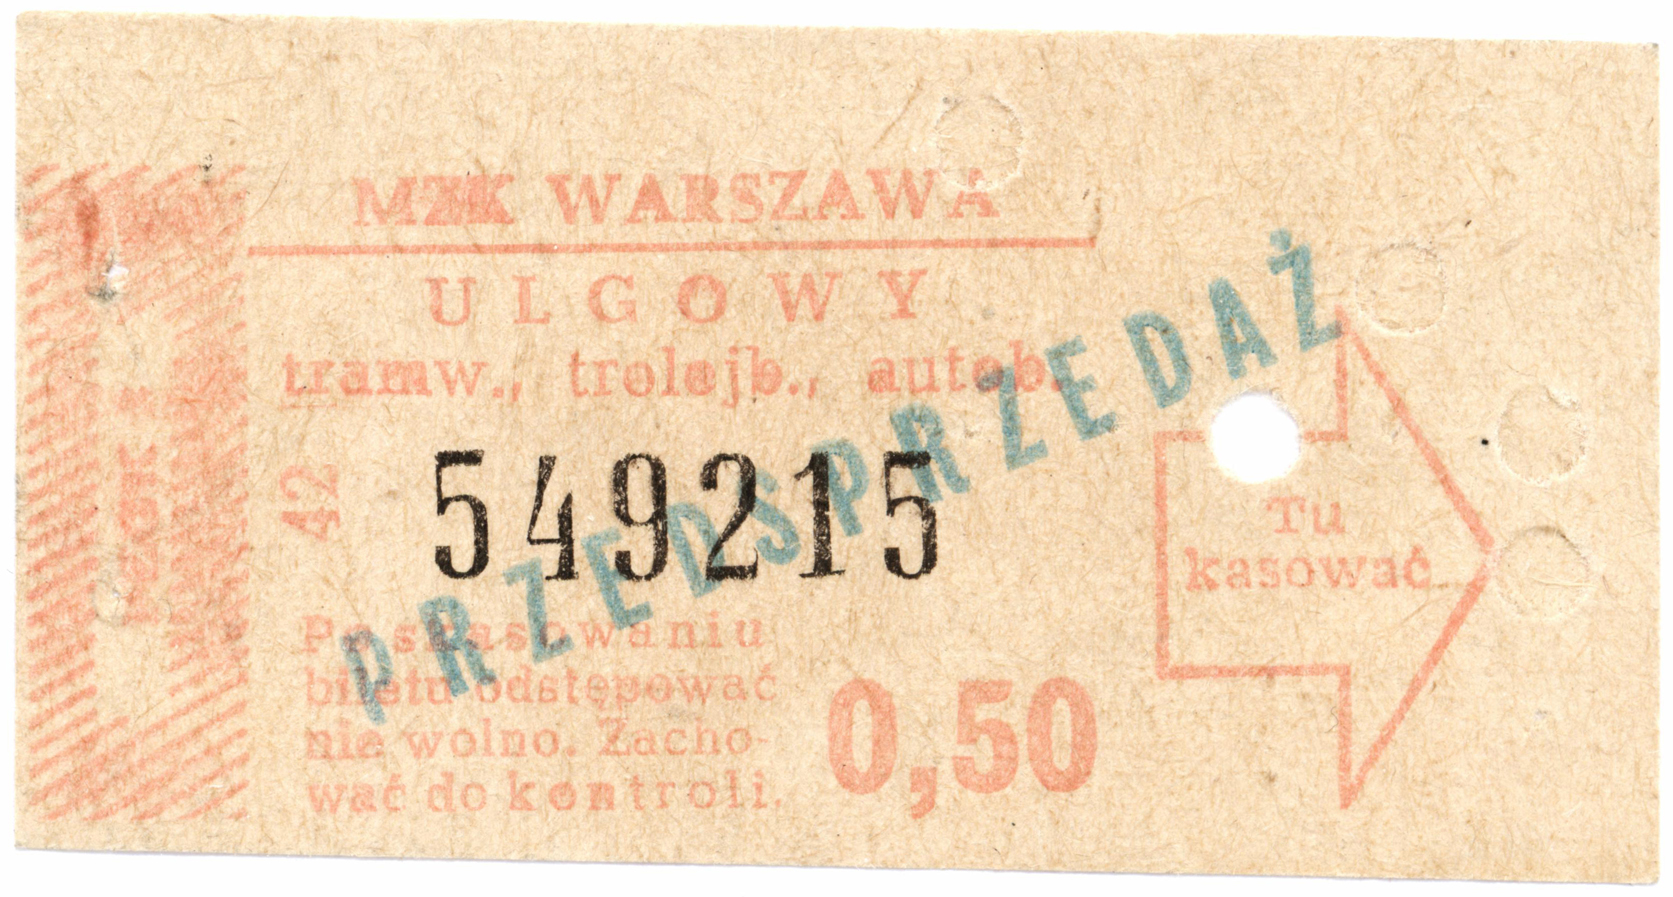 MZK WARSZAWA
ULGOWY
tramw., trolejb., autob.
42
549215
PRZEDSPRZEDAŻ
Po skasowaniu
biletu odstępować
nie wolno. Zacho-
wać do kontroli.
0,50
Tu
kasować